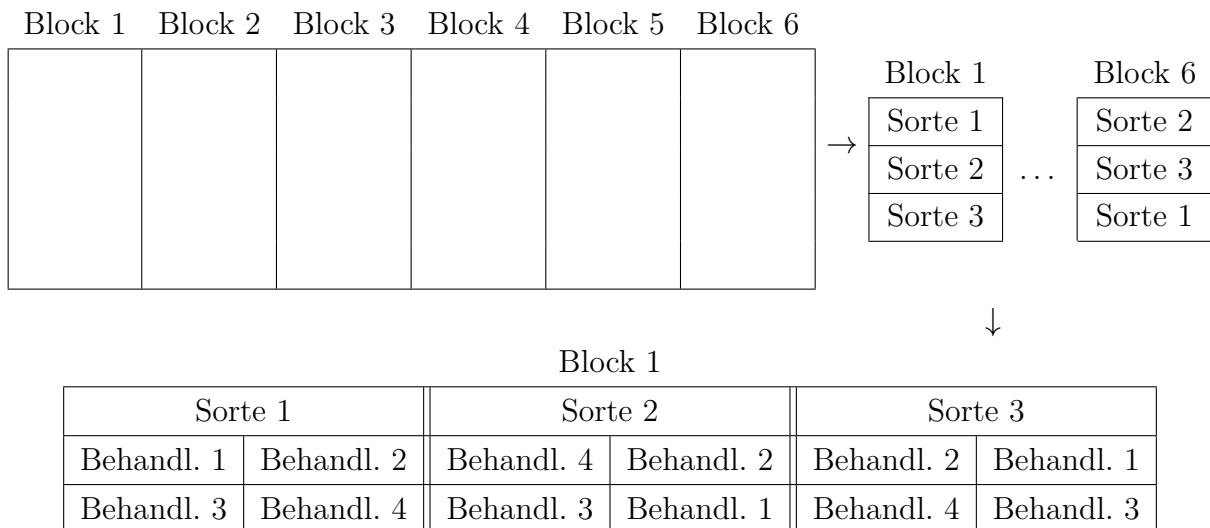 Block 1 Block 2 Block 3 Block 4 Block 5 Block 6
Block 1 Block 6
Sorte 1 Sorte 2
→
Sorte 2 ... Sorte 3
Sorte 3 Sorte 1
↓
Block 1
Sorte 1 Sorte 2 Sorte 3
Behandl. 1 Behandl. 2 Behandl. 4 Behandl. 2 Behandl. 2 Behandl. 1
Behandl. 3 Behandl. 4 Behandl. 3 Behandl. 1 Behandl. 4 Behandl. 3